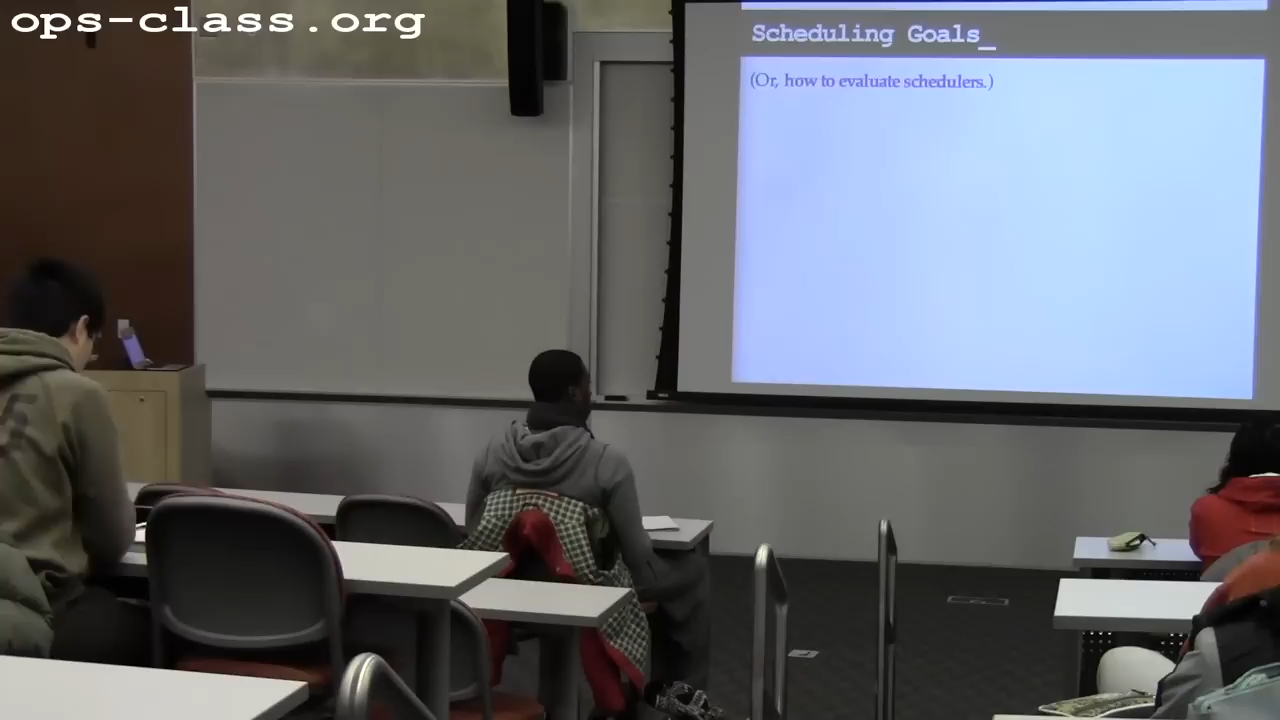 ops-class.org
Scheduling Goals_
(Or, how to evaluate schedulers.)